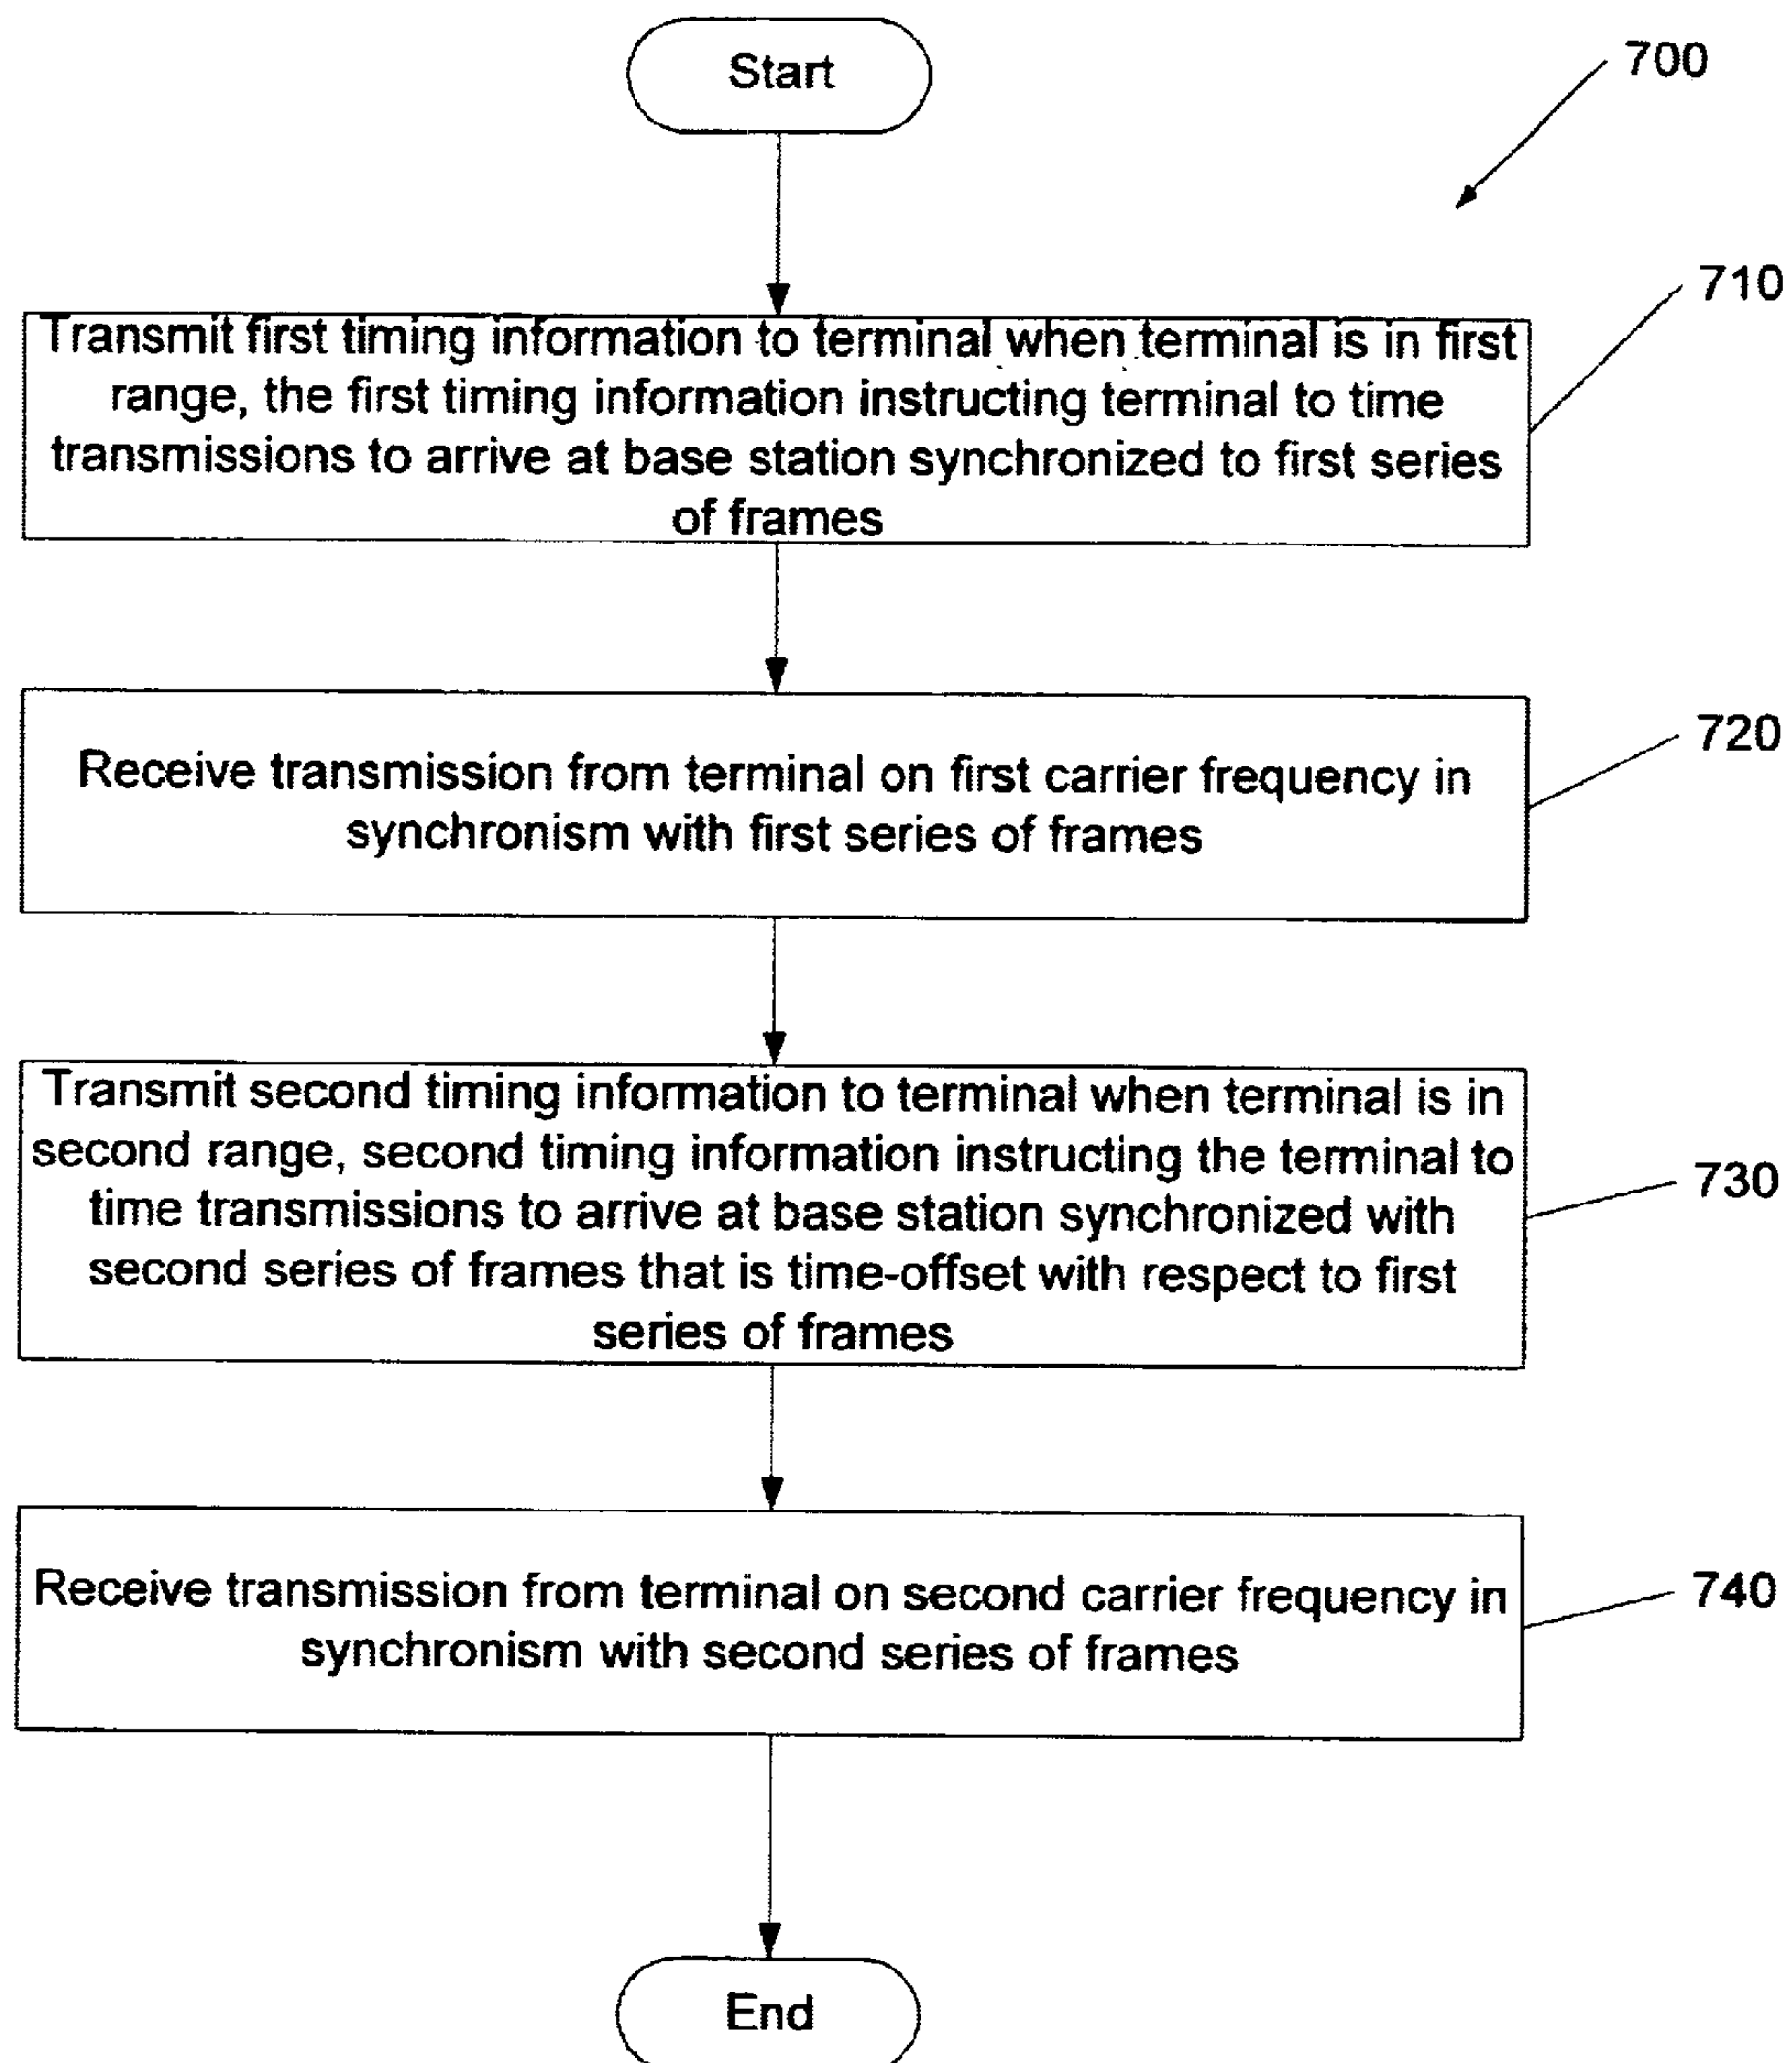 Start
700
710
Transmit first timing information to terminal when terminal is in first
range, the first timing information instructing terminal to time
transmissions to arrive at base station synchronized to first series
of frames
720
Receive transmission from terminal on first carrier frequency in
synchronism with first series of frames
Transmit second timing information to terminal when terminal is in
second range, second timing information instructing the terminal to
time transmissions to arrive at base station synchronized with
second series of frames that is time-offset with respect to first
series of frames
730
Receive transmission from terminal on second carrier frequency in
synchronism with second series of frames
740
End